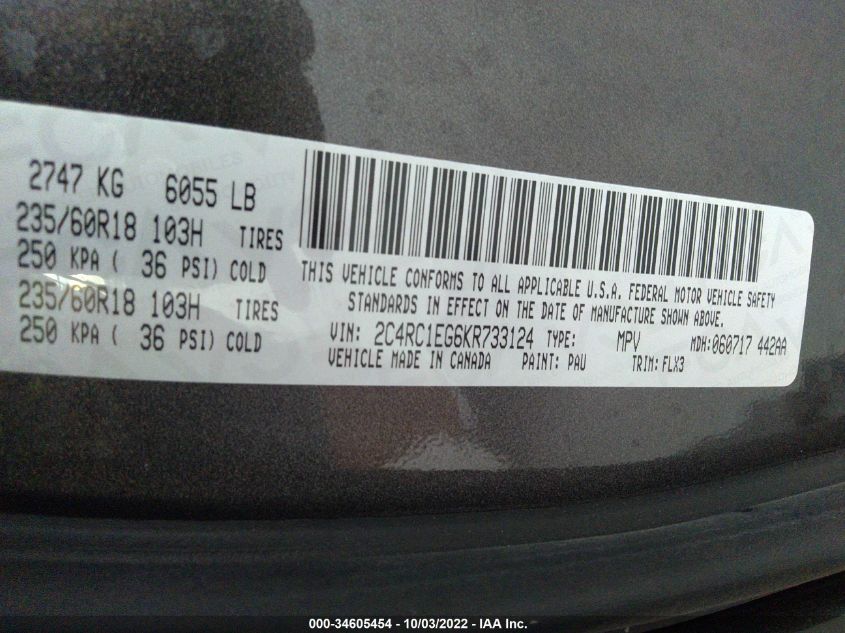 2747 KG 6055 LB
235/60R18 103H TIRES
250 KPA ( 36 PSI) COLD
235/60R18 103H TIRES
250 KPA ( 36 PSI) COLD
THIS VEHICLE CONFORMS TO ALL APPLICABLE U.S.A. FEDERAL MOTOR VEHICLE SAFETY
STANDARDS IN EFFECT ON THE DATE OF MANUFACTURE SHOWN ABOVE.
VIN: 2C4RC1EG6KR733124 TYPE: MPV MDH:060717 442AA
VEHICLE MADE IN CANADA PAINT: PAU TRIM: FLX3
000-34605454 - 10/03/2022 - IAA Inc.